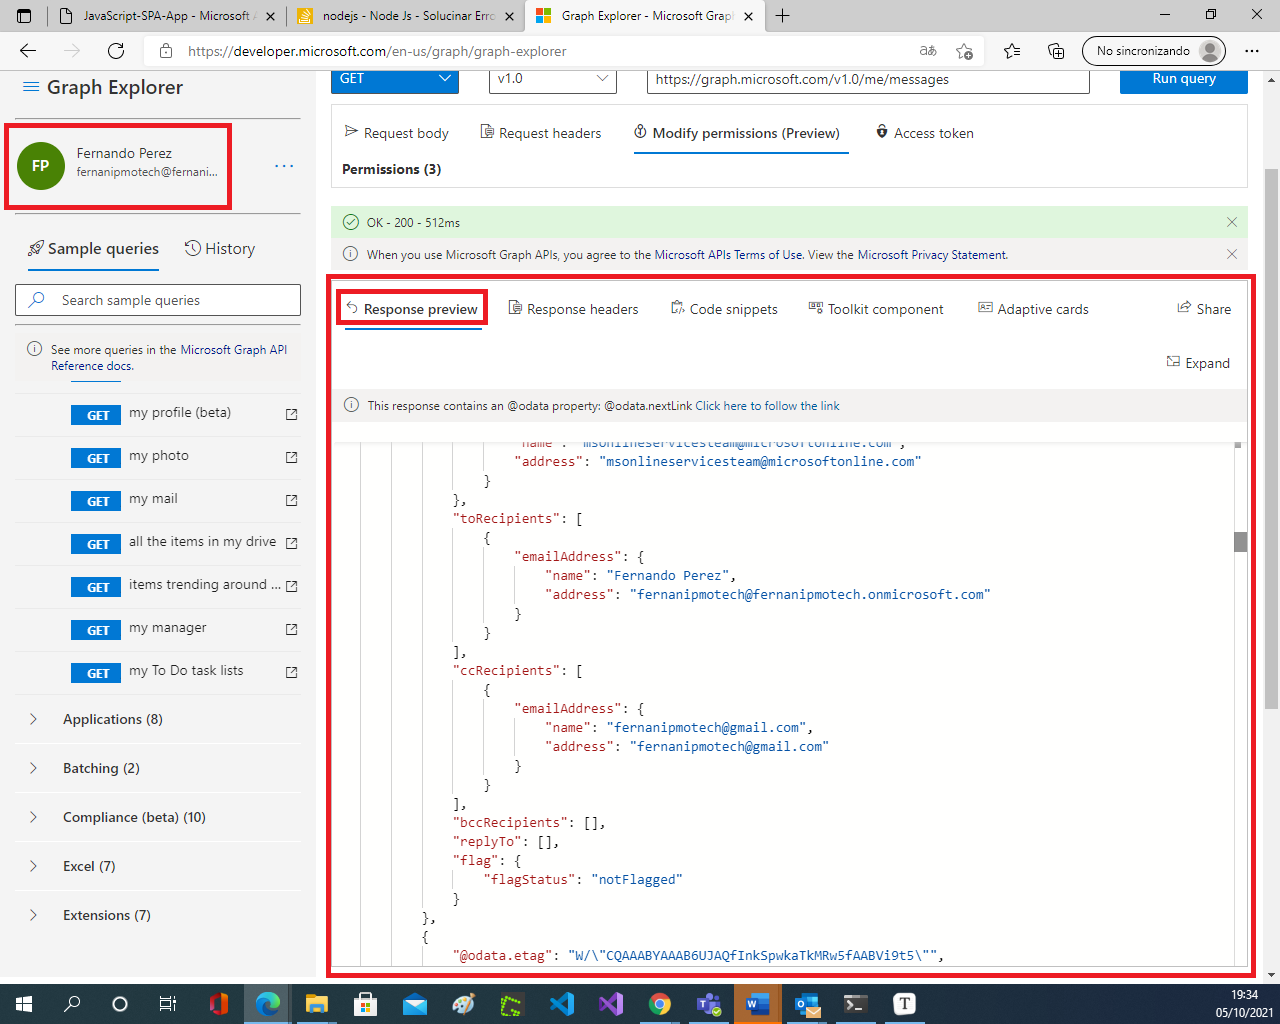 JavaScript-SPA-App - Microsoft A
nodejs - Node Js - Solucinar Erro
Graph Explorer - Microsoft Graph
https://developer.microsoft.com/en-us/graph/graph-explorer
aあ
No sincronizando
Graph Explorer
GET
v1.0
https://graph.microsoft.com/v1.0/me/messages
Run query
FP
Fernando Perez
fernanipmotech@fernani...
Request body
Request headers
Modify permissions (Preview)
Access token
Permissions (3)
OK - 200 - 512ms
When you use Microsoft Graph APIs, you agree to the Microsoft APIs Terms of Use. View the Microsoft Privacy Statement.
Sample queries
History
Search sample queries
See more queries in the Microsoft Graph API
Reference docs.
GET my profile (beta)
GET my photo
GET my mail
GET all the items in my drive
GET items trending around ...
GET my manager
GET my To Do task lists
Applications (8)
Batching (2)
Compliance (beta) (10)
Excel (7)
Extensions (7)
Response preview
Response headers
Code snippets
Toolkit component
Adaptive cards
Share
Expand
This response contains an @odata property: @odata.nextLink Click here to follow the link
"name": "msonlineservicesteam@microsoftonline.com",
"address": "msonlineservicesteam@microsoftonline.com"
}
},
"toRecipients": [
{
"emailAddress": {
"name": "Fernando Perez",
"address": "fernanipmotech@fernanipmotech.onmicrosoft.com"
}
}
],
"ccRecipients": [
{
"emailAddress": {
"name": "fernanipmotech@gmail.com",
"address": "fernanipmotech@gmail.com"
}
}
],
"bccRecipients": [],
"replyTo": [],
"flag": {
"flagStatus": "notFlagged"
}
},
{
"@odata.etag": "W/\"CQAAABYAAAB6UJAQfInkSpwkaTkMRw5fAABVi9t5\"",
19:34
05/10/2021